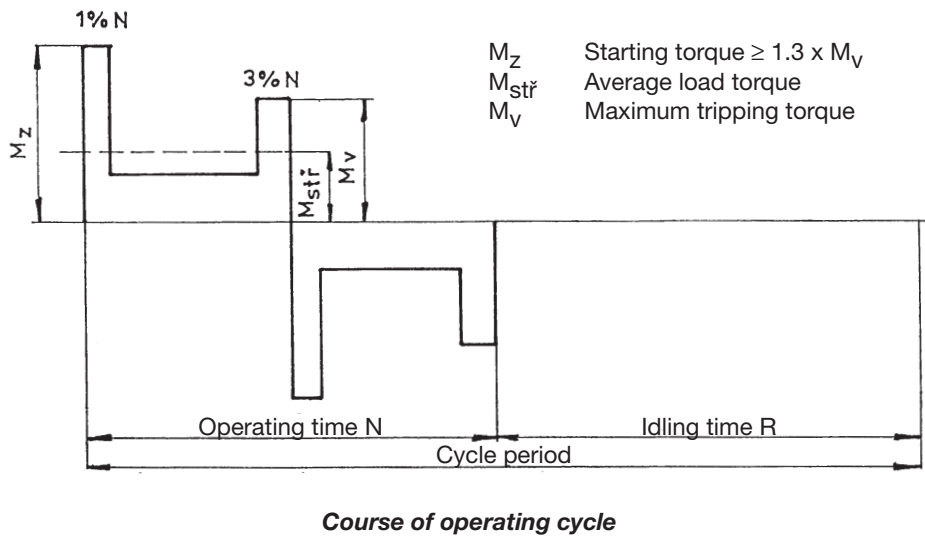 1% N
3% N
M_Z Starting torque ≥ 1.3 x M_V
M_stř Average load torque
M_V Maximum tripping torque
M_z
M_stř
M_v
Operating time N
Idling time R
Cycle period
Course of operating cycle